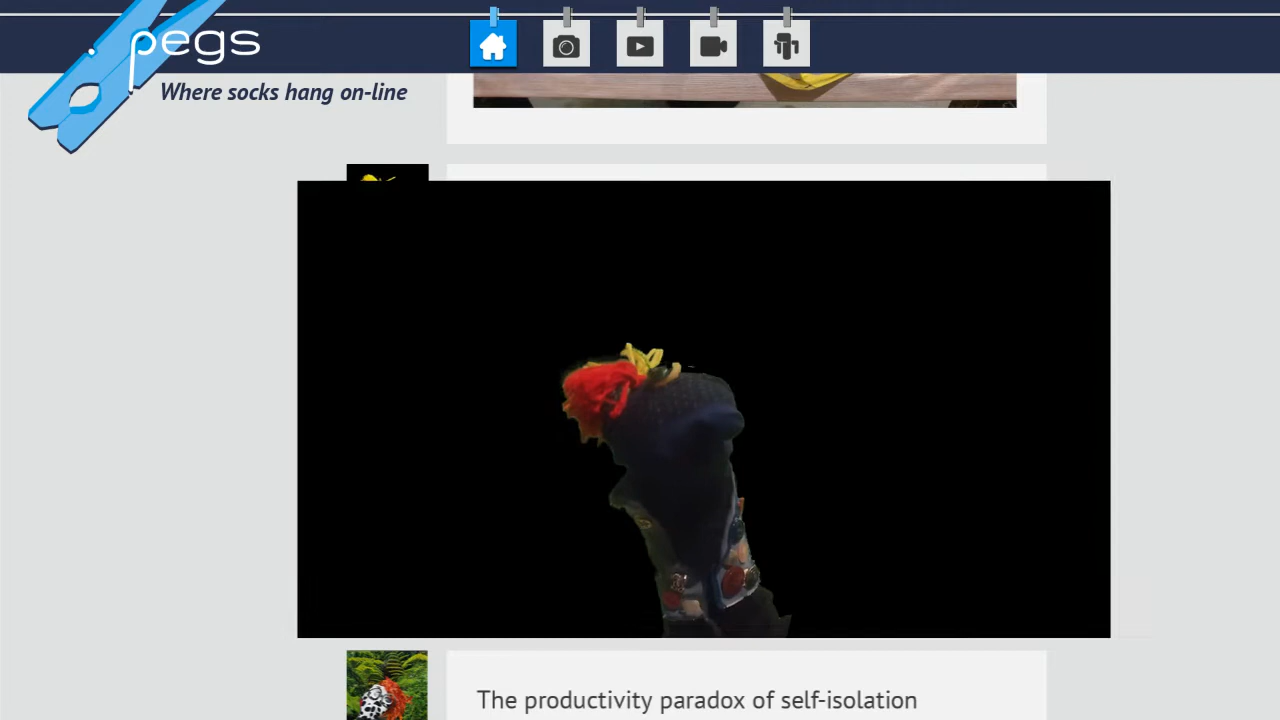 pegs
Where socks hang on-line
The productivity paradox of self-isolation